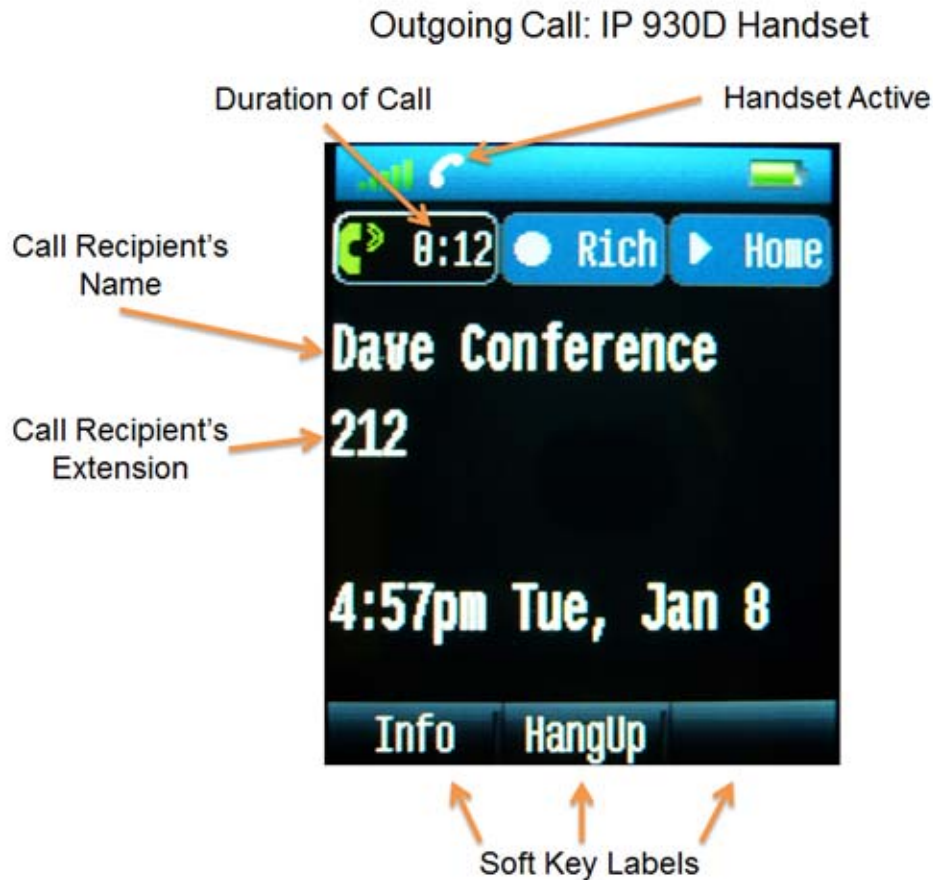 Outgoing Call: IP 930D Handset
Duration of Call
Handset Active
0:12
Rich
Home
Call Recipient's
Name
Dave Conference
Call Recipient's
Extension
212
4:57pm Tue, Jan 8
Info
HangUp
Soft Key Labels